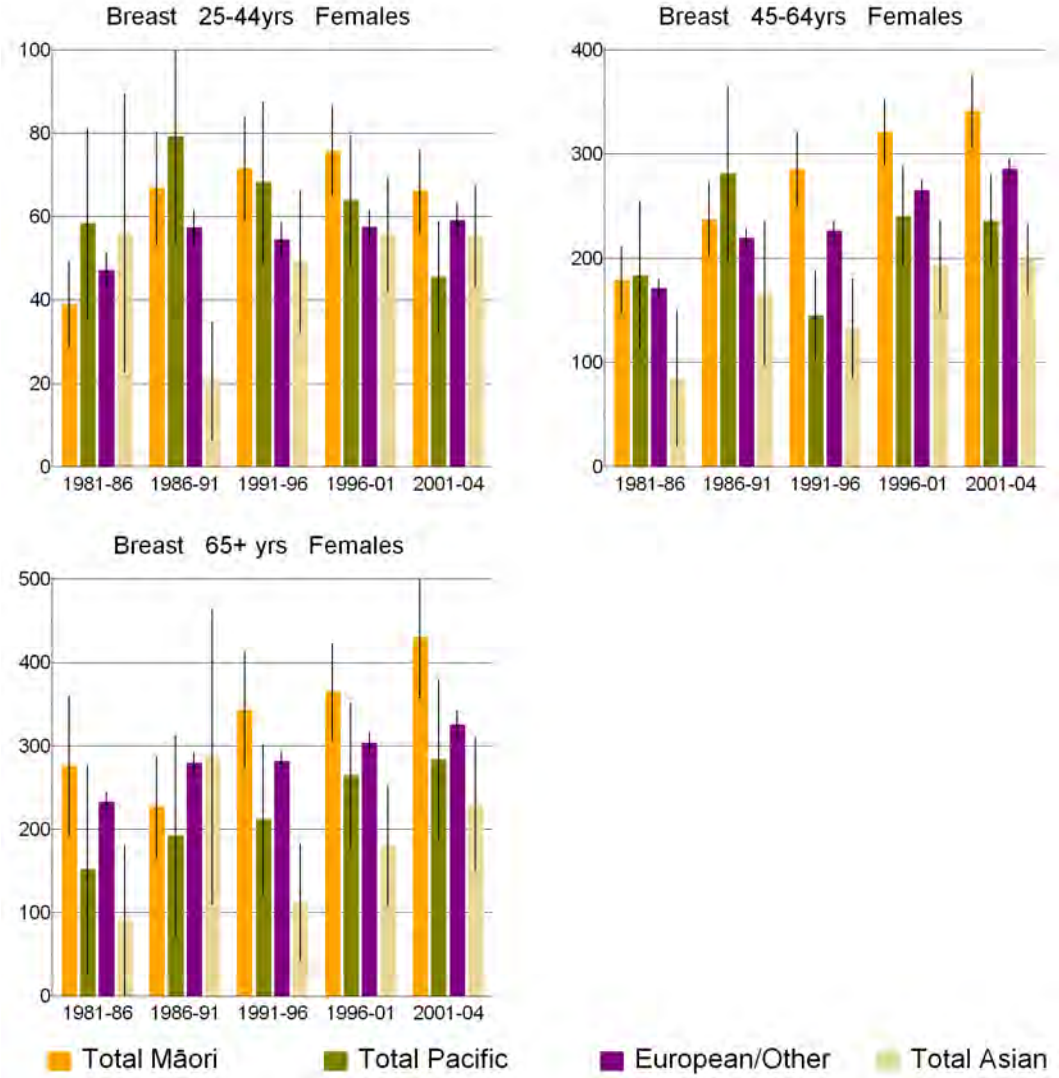 Breast 25-44yrs Females
100
80
60
40
20
0
1981-86 1986-91 1991-96 1996-01 2001-04
Breast 45-64yrs Females
400
300
200
100
0
1981-86 1986-91 1991-96 1996-01 2001-04
Breast 65+ yrs Females
500
400
300
200
100
0
1981-86 1986-91 1991-96 1996-01 2001-04
Total Māori Total Pacific European/Other Total Asian